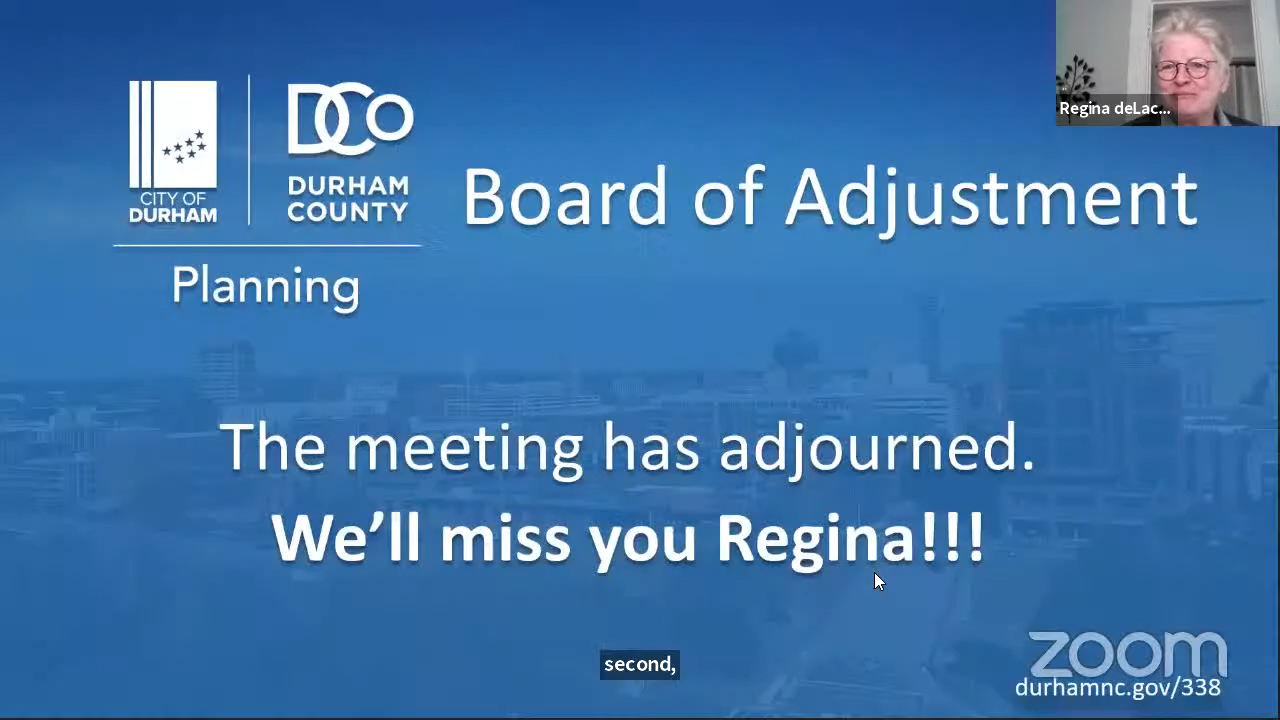 Regina deLac...
CITY OF
DURHAM
DCO
DURHAM
COUNTY
Planning
Board of Adjustment
The meeting has adjourned.
We'll miss you Regina!!!
second,
zoom
durhamnc.gov/338